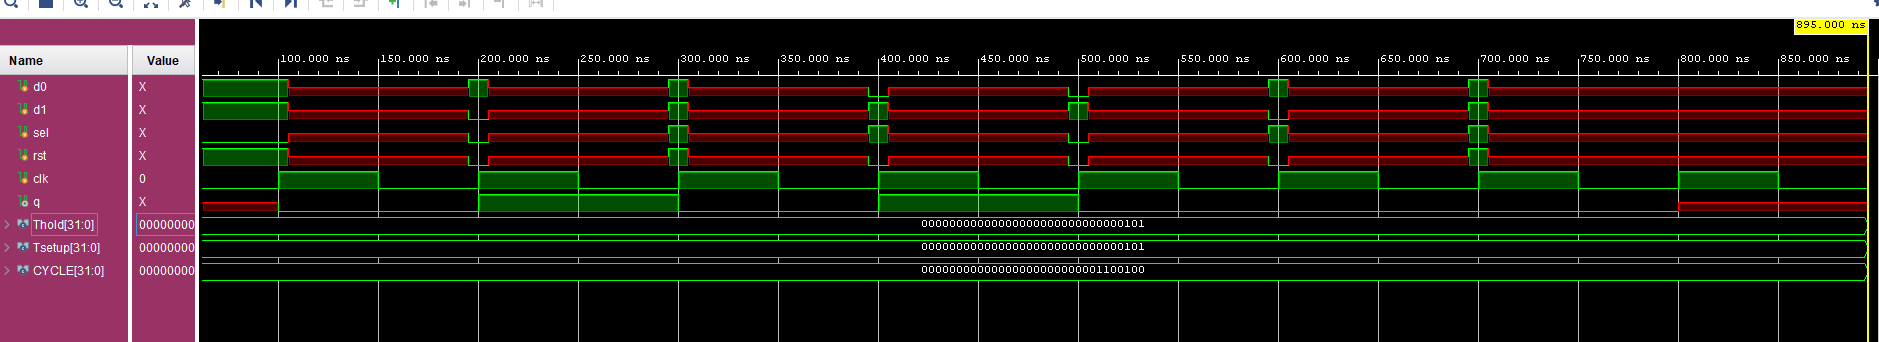 895.000 ns
Name Value
100.000 ns 150.000 ns 200.000 ns 250.000 ns 300.000 ns 350.000 ns 400.000 ns 450.000 ns 500.000 ns 550.000 ns 600.000 ns 650.000 ns 700.000 ns 750.000 ns 800.000 ns 850.000 ns
d0 X
d1 X
sel X
rst X
clk 0
q X
Thold[31:0] 00000000 00000000000000000000000000000101
Tsetup[31:0] 00000000 00000000000000000000000000000101
CYCLE[31:0] 00000000 00000000000000000000000001100100